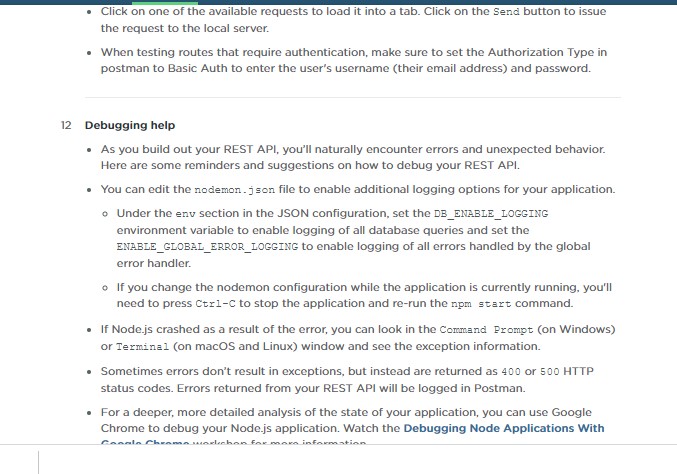 Click on one of the available requests to load it into a tab. Click on the Send button to issue
the request to the local server.
When testing routes that require authentication, make sure to set the Authorization Type in
postman to Basic Auth to enter the user's username (their email address) and password.
12 Debugging help
As you build out your REST API, you'll naturally encounter errors and unexpected behavior.
Here are some reminders and suggestions on how to debug your REST API.
You can edit the nodemon.json file to enable additional logging options for your application.
Under the env section in the JSON configuration, set the DB_ENABLE_LOGGING
environment variable to enable logging of all database queries and set the
ENABLE_GLOBAL_ERROR_LOGGING to enable logging of all errors handled by the global
error handler.
If you change the nodemon configuration while the application is currently running, you'll
need to press Ctrl-C to stop the application and re-run the npm start command.
If Node.js crashed as a result of the error, you can look in the Command Prompt (on Windows)
or Terminal (on macOS and Linux) window and see the exception information.
Sometimes errors don't result in exceptions, but instead are returned as 400 or 500 HTTP
status codes. Errors returned from your REST API will be logged in Postman.
For a deeper, more detailed analysis of the state of your application, you can use Google
Chrome to debug your Node.js application. Watch the Debugging Node Applications With
Google Chrome workshop for more information